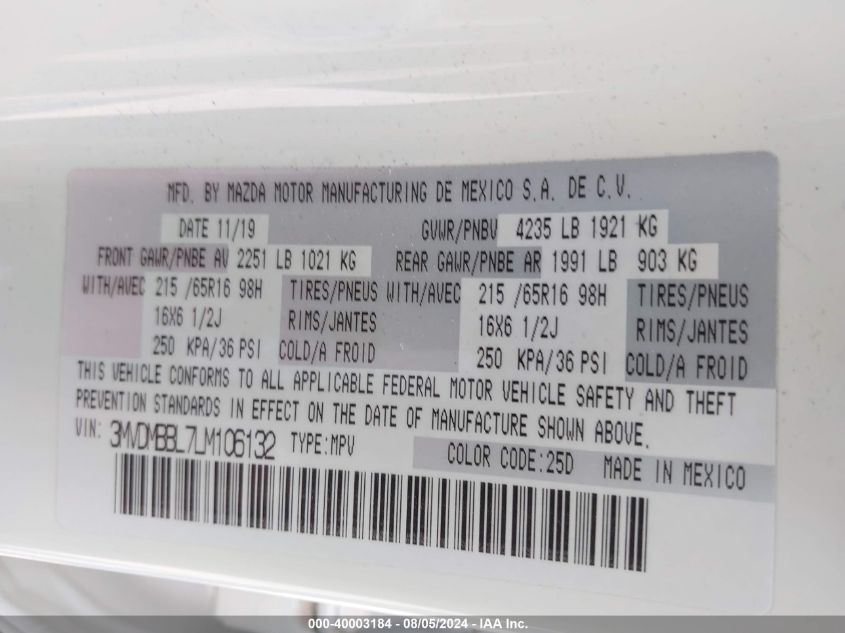 MFD. BY MAZDA MOTOR MANUFACTURING DE MEXICO S.A. DE C.V.
DATE 11/19 GVWR/PNBV 4235 LB 1921 KG
FRONT GAWR/PNBE AV 2251 LB 1021 KG REAR GAWR/PNBE AR 1991 LB 903 KG
WITH/AVEC 215 /65R16 98H TIRES/PNEUS WITH/AVEC 215 /65R16 98H TIRES/PNEUS
16X6 1/2J RIMS/JANTES 16X6 1/2J RIMS/JANTES
250 KPA/36 PSI COLD/A FROID 250 KPA/36 PSI COLD/A FROID
THIS VEHICLE CONFORMS TO ALL APPLICABLE FEDERAL MOTOR VEHICLE SAFETY AND THEFT
PREVENTION STANDARDS IN EFFECT ON THE DATE OF MANUFACTURE SHOWN ABOVE.
VIN: 3MVDMBBL7LM106132 TYPE:MPV
COLOR CODE:25D MADE IN MEXICO
000-40003184 - 08/05/2024 - IAA Inc.